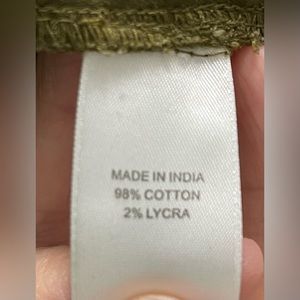 MADE IN INDIA
98% COTTON
2% LYCRA